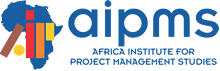 aipms
AFRICA INSTITUTE FOR
PROJECT MANAGEMENT STUDIES